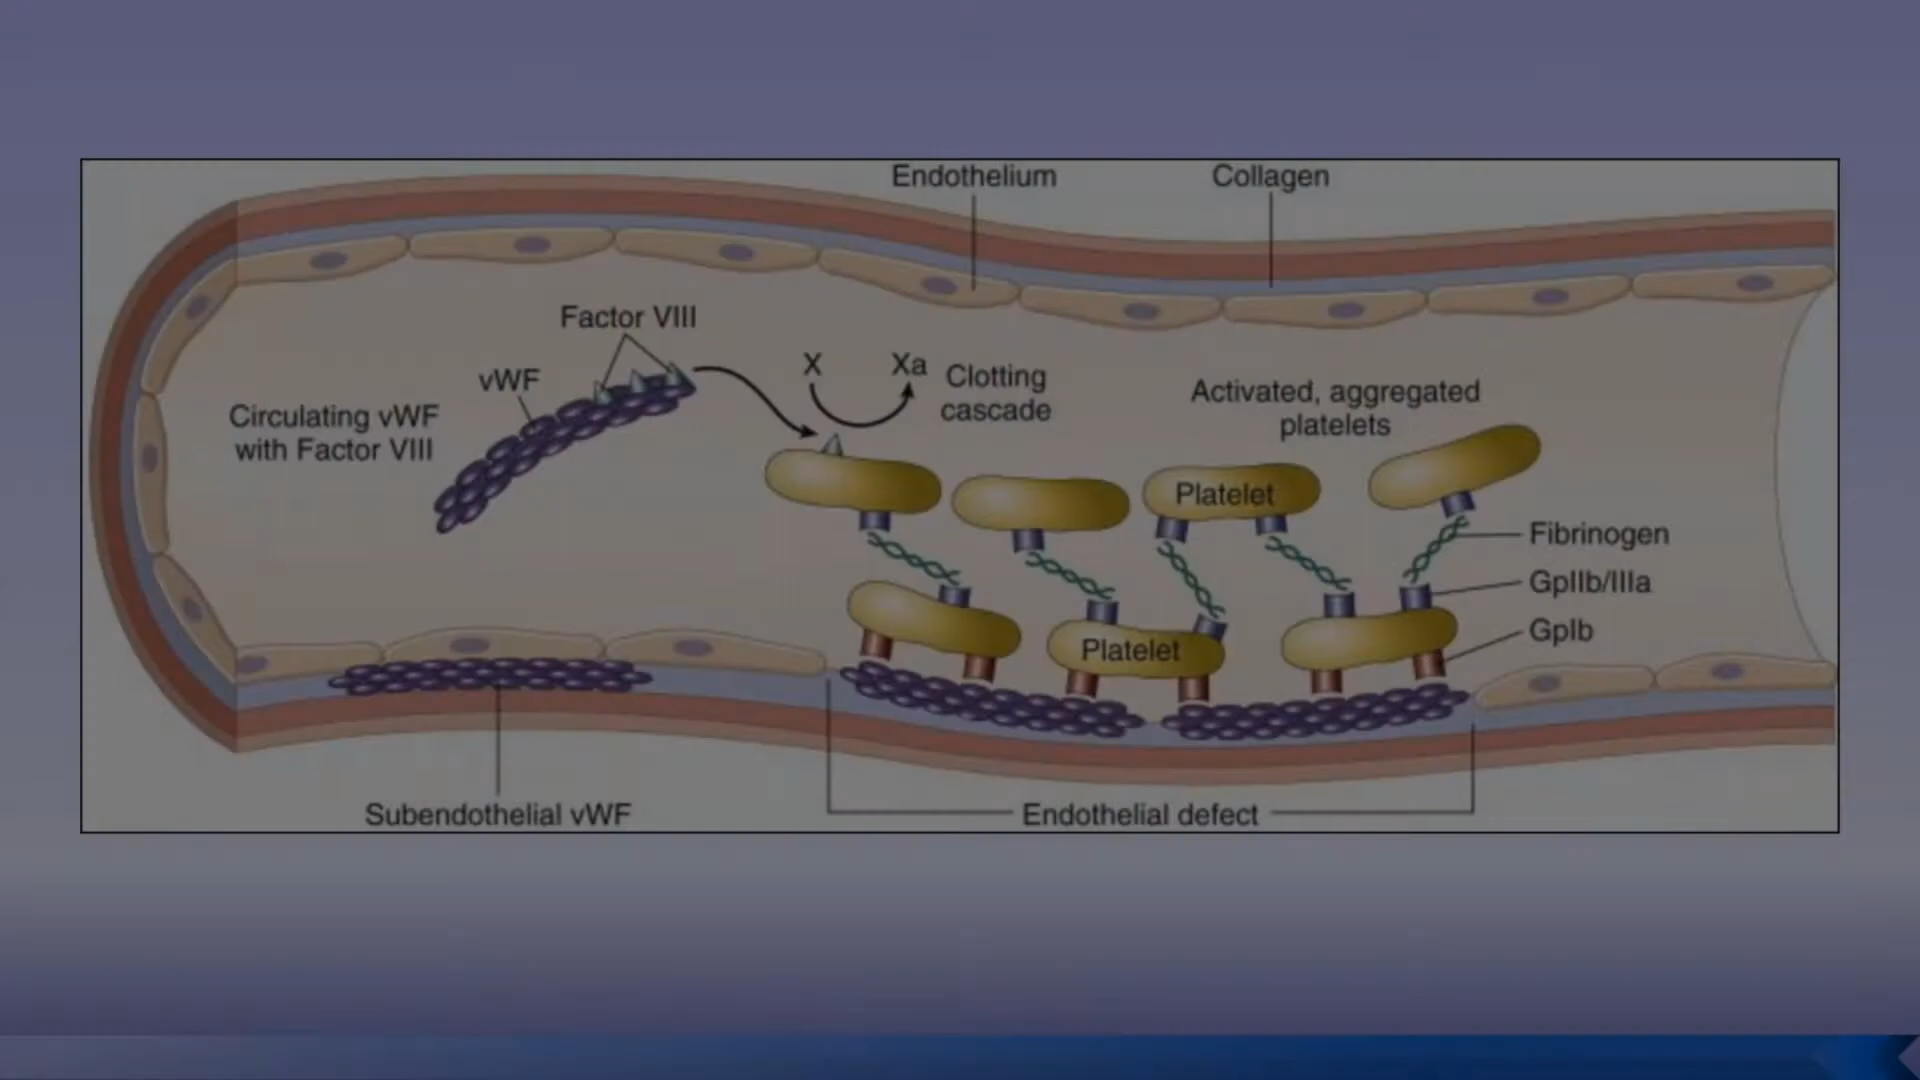 Endothelium
Collagen
Factor VIII
vWF
Circulating vWF
with Factor VIII
X
Xa
Clotting
cascade
Activated, aggregated
platelets
Platelet
Fibrinogen
GpIIb/IIIa
GpIb
Platelet
Subendothelial vWF
Endothelial defect